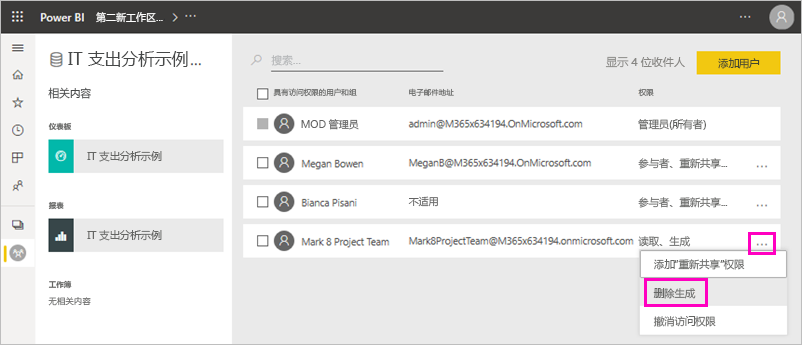 Power BI 第二新工作区... > ...
IT 支出分析示例...
相关内容
仪表板
IT 支出分析示例
报表
IT 支出分析示例
工作簿
无相关内容
搜索...
显示 4 位收件人
添加用户
具有访问权限的用户和组 电子邮件地址 权限
MOD 管理员 admin@M365x634194.OnMicrosoft.com 管理员(所有者)
Megan Bowen MeganB@M365x634194.OnMicrosoft.com 参与者、重新共享... ...
Bianca Pisani 不适用 参与者、重新共享... ...
Mark 8 Project Team Mark8ProjectTeam@M365x634194.onmicrosoft.com 读取、生成 ...
添加"重新共享"权限
删除生成
撤消访问权限